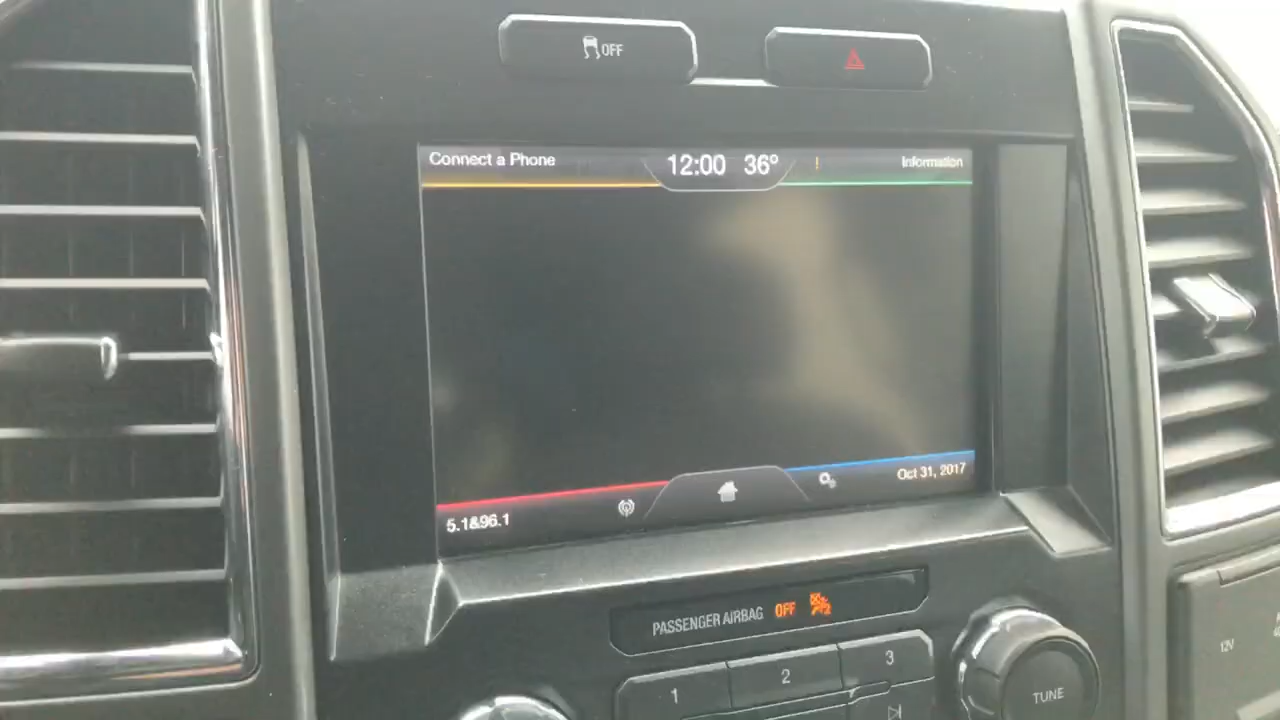 OFF
Connect a Phone
12:00 36°
!
Information
5.1&96.1
Oct 31, 2017
PASSENGER AIRBAG OFF
1
2
3
TUNE
12V